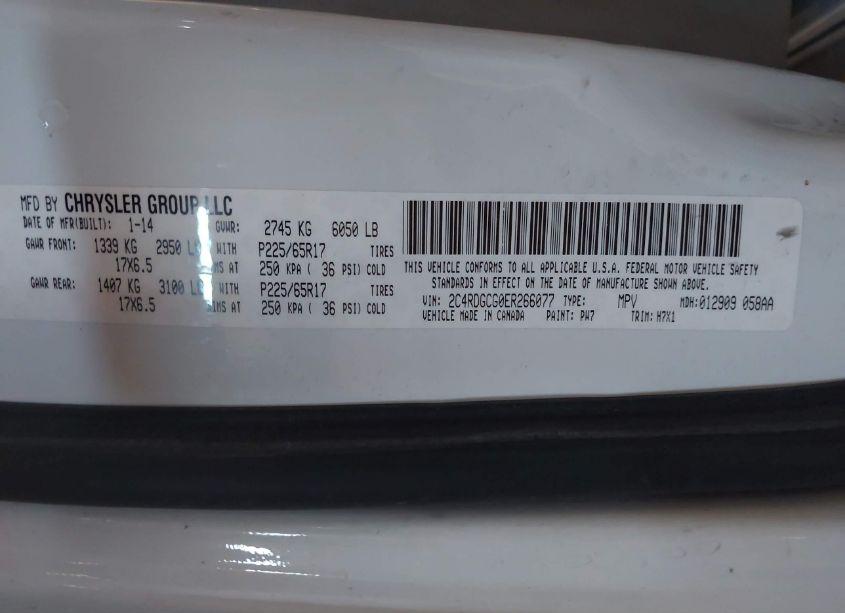 MFD BY CHRYSLER GROUP LLC
DATE OF MFR(BUILT): 1-14 GVWR: 2745 KG 6050 LB
GAWR FRONT: 1339 KG 2950 LB WITH P225/65R17 TIRES
17X6.5 RIMS AT 250 KPA ( 36 PSI) COLD
GAWR REAR: 1407 KG 3100 LB WITH P225/65R17 TIRES
17X6.5 RIMS AT 250 KPA ( 36 PSI) COLD
THIS VEHICLE CONFORMS TO ALL APPLICABLE U.S.A. FEDERAL MOTOR VEHICLE SAFETY
STANDARDS IN EFFECT ON THE DATE OF MANUFACTURE SHOWN ABOVE.
VIN: 2C4RDGCG0ER266077 TYPE: MPV MDH:012909 058AA
VEHICLE MADE IN CANADA PAINT: PW7 TRIM: H7X1